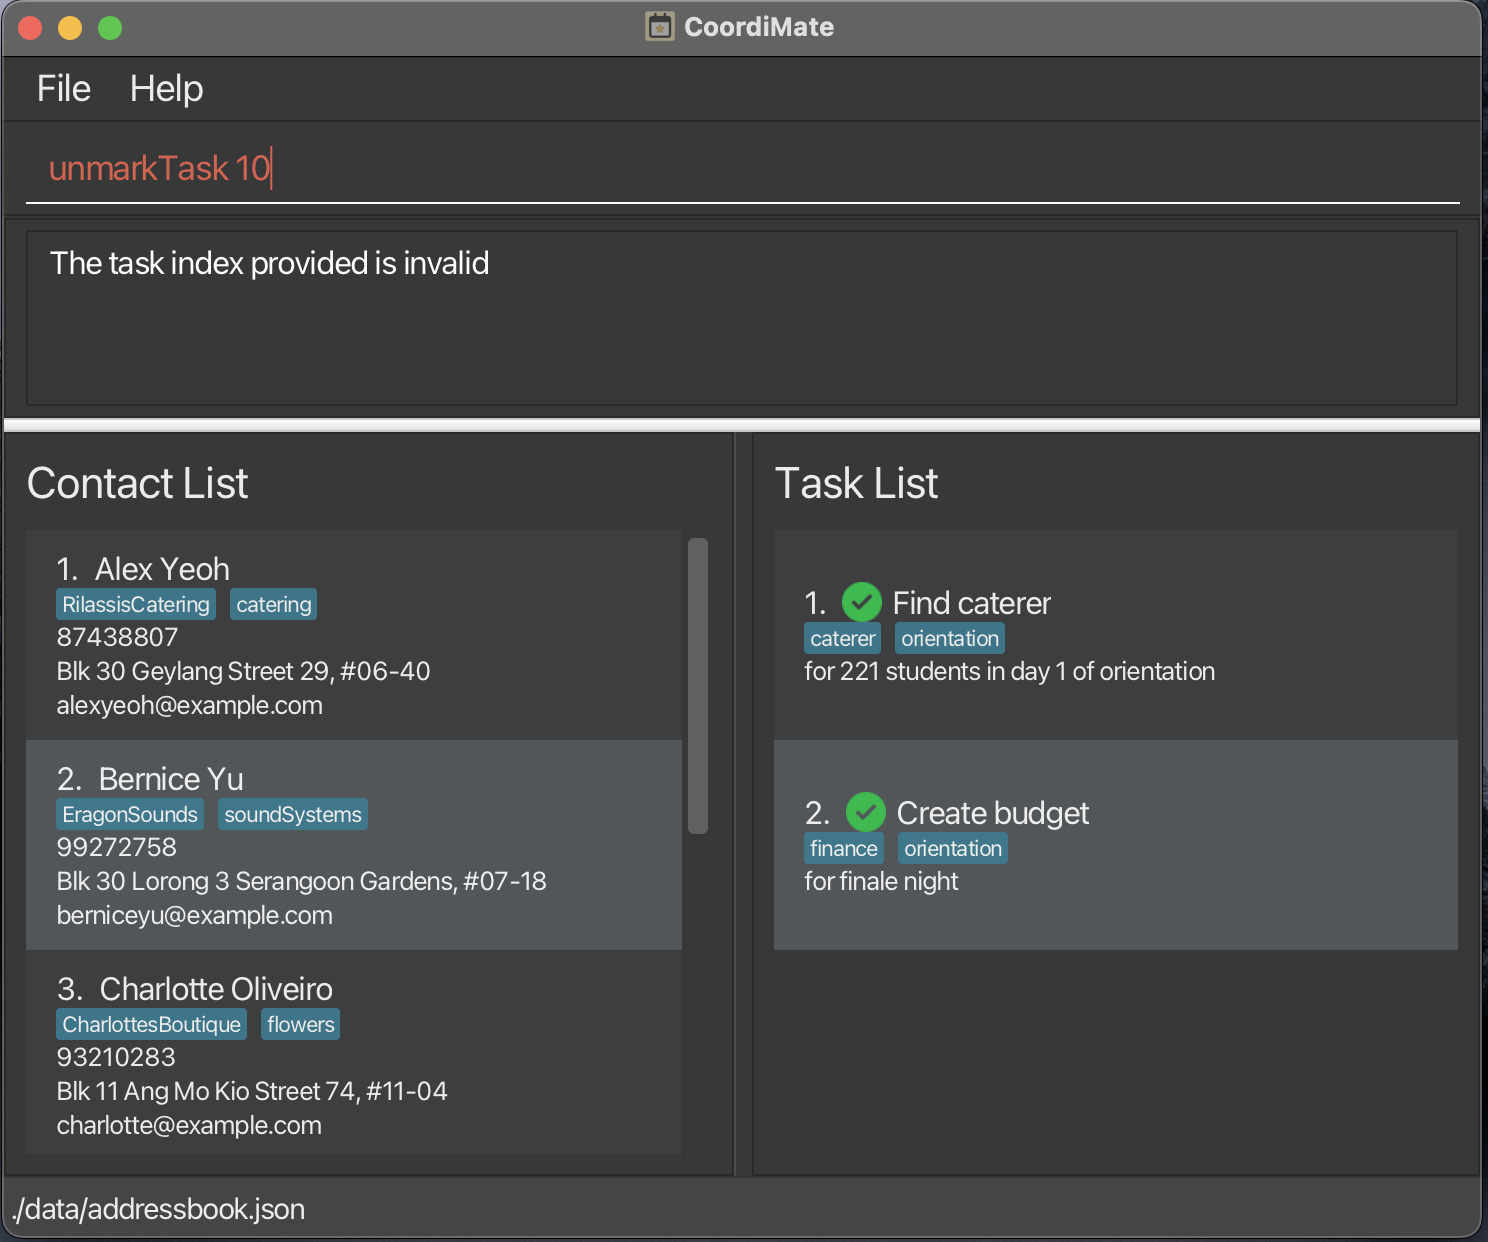 CoordiMate
File Help
unmarkTask 10
The task index provided is invalid
Contact List
1. Alex Yeoh
RilassisCatering catering
87438807
Blk 30 Geylang Street 29, #06-40
alexyeoh@example.com
2. Bernice Yu
EragonSounds soundSystems
99272758
Blk 30 Lorong 3 Serangoon Gardens, #07-18
berniceyu@example.com
3. Charlotte Oliveiro
CharlottesBoutique flowers
93210283
Blk 11 Ang Mo Kio Street 74, #11-04
charlotte@example.com
Task List
1. Find caterer
caterer orientation
for 221 students in day 1 of orientation
2. Create budget
finance orientation
for finale night
./data/addressbook.json